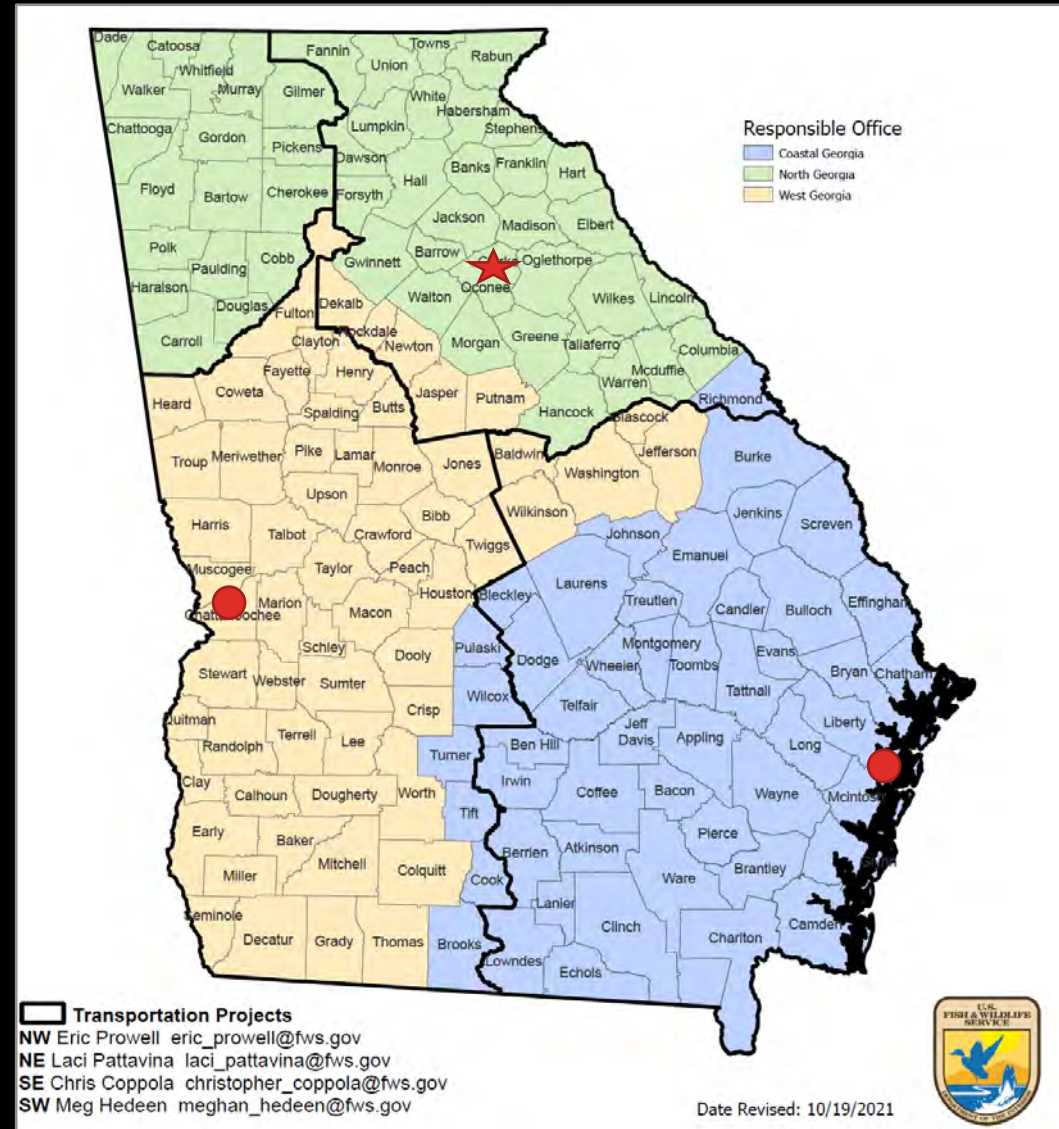 Dade
Catoosa
Fannin
Towns
Rabun
Union
Whitfield
Walker
Murray
Gilmer
White
Habersham
Lumpkin
Stephens
Chattooga
Gordon
Pickens
Dawson
Banks
Franklin
Hart
Hall
Floyd
Bartow
Cherokee
Forsyth
Jackson
Madison
Elbert
Polk
Cobb
Gwinnett
Barrow
Oglethorpe
Paulding
Haralson
Oconee
Walton
Wilkes
Lincoln
Douglas
Fulton
Dekalb
Carroll
Clayton
Rockdale
Newton
Morgan
Greene
Taliaferro
Columbia
Mcduffie
Fayette
Henry
Warren
Heard
Coweta
Spalding
Butts
Jasper
Putnam
Hancock
Richmond
Glascock
Troup
Meriwether
Pike
Lamar
Monroe
Jones
Baldwin
Washington
Jefferson
Burke
Upson
Wilkinson
Jenkins
Screven
Harris
Talbot
Crawford
Bibb
Twiggs
Johnson
Emanuel
Muscogee
Taylor
Peach
Houston
Bleckley
Laurens
Treutlen
Candler
Bulloch
Effingham
Marion
Macon
Schley
Dooly
Pulaski
Dodge
Montgomery
Wheeler
Toombs
Evans
Bryan
Chatham
Stewart
Webster
Sumter
Crisp
Wilcox
Telfair
Tattnall
Liberty
Quitman
Randolph
Terrell
Lee
Turner
Ben Hill
Jeff
Davis
Appling
Long
Clay
Calhoun
Dougherty
Worth
Tift
Irwin
Coffee
Bacon
Wayne
Early
Baker
Mitchell
Colquitt
Berrien
Atkinson
Pierce
Brantley
Miller
Cook
Lanier
Ware
Seminole
Decatur
Grady
Thomas
Brooks
Lowndes
Echols
Clinch
Charlton
Camden
Responsible Office
Coastal Georgia
North Georgia
West Georgia
Transportation Projects
NW Eric Prowell eric_prowell@fws.gov
NE Laci Pattavina laci_pattavina@fws.gov
SE Chris Coppola christopher_coppola@fws.gov
SW Meg Hedeen meghan_hedeen@fws.gov
Date Revised: 10/19/2021
U.S.
FISH & WILDLIFE
SERVICE
DEPARTMENT OF THE INTERIOR